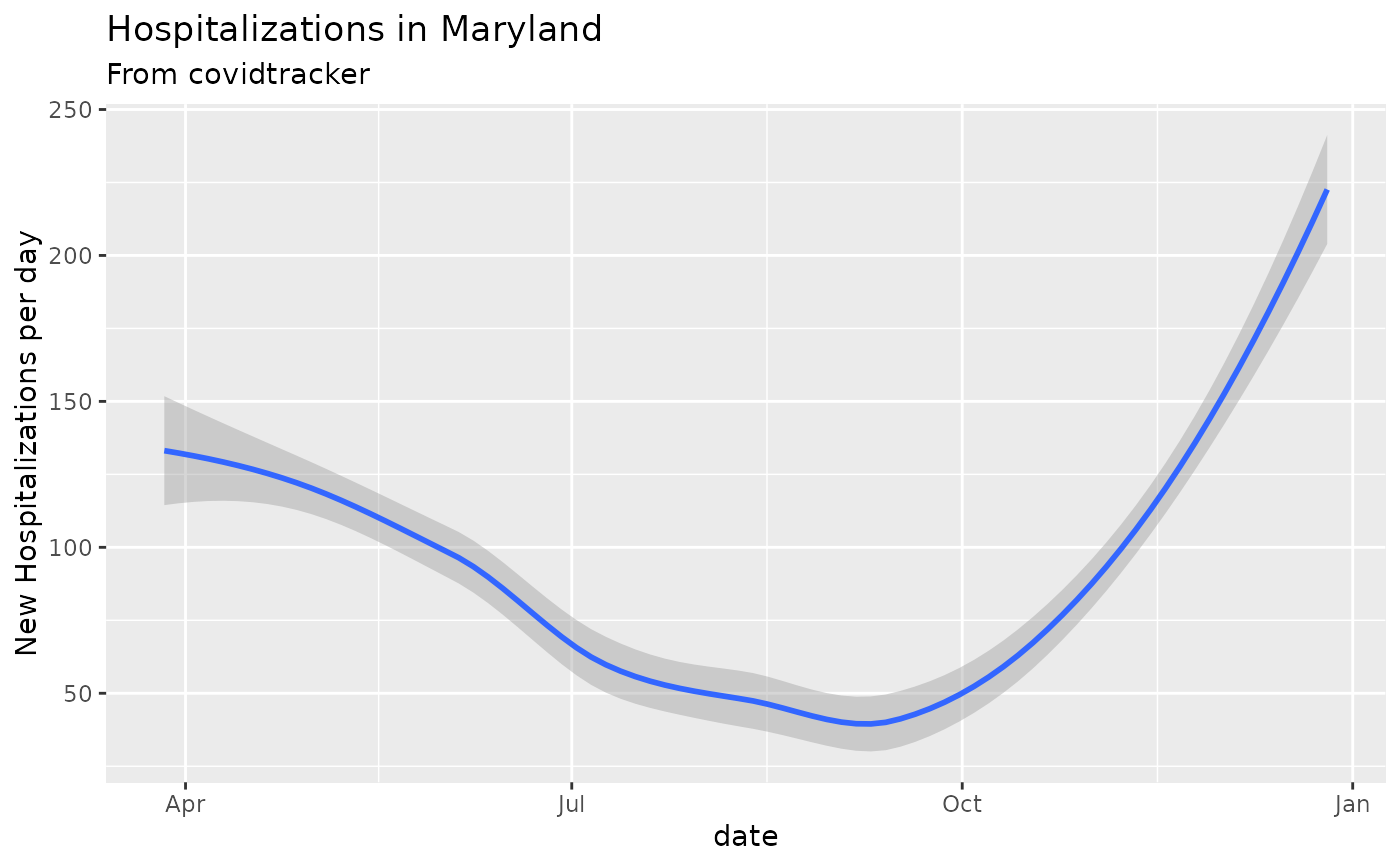 Hospitalizations in Maryland
From covidtracker
New Hospitalizations per day
250
200
150
100
50
Apr Jul Oct Jan
date